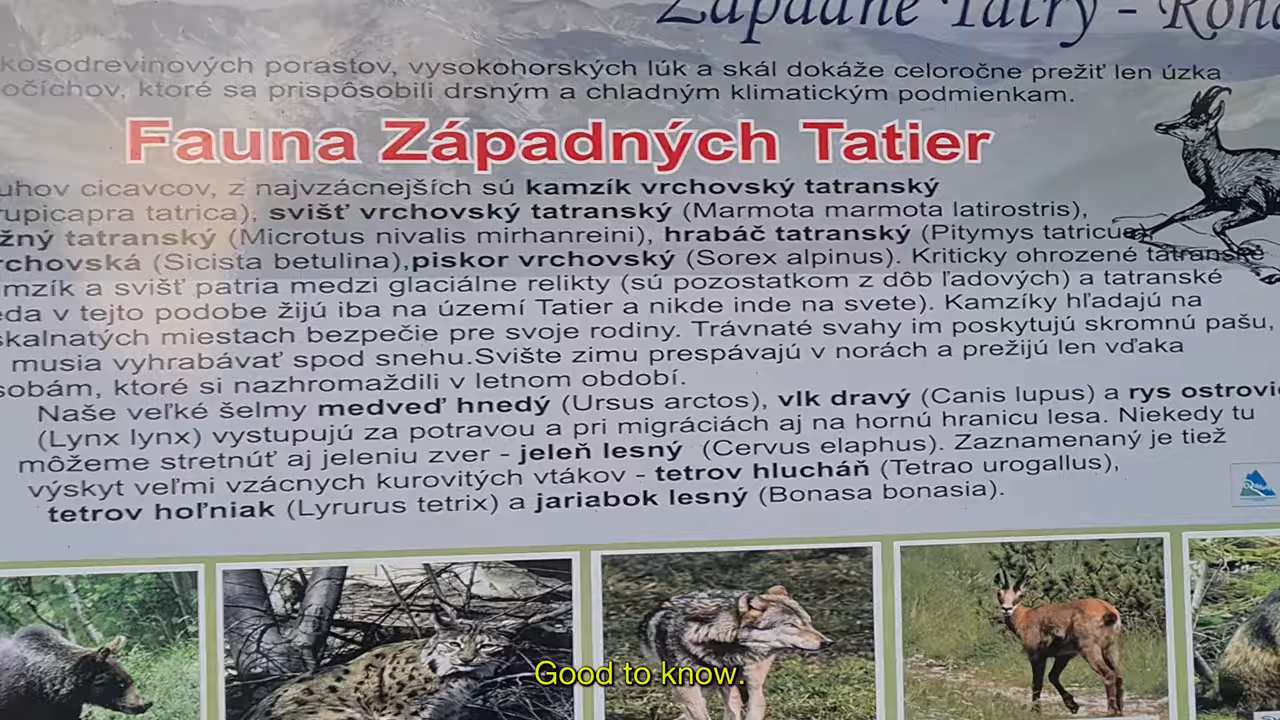 Západné Tatry -
kosodrevinových porastov, vysokohorských lúk a skál dokáže celoročne prežiť len úzka
očíchov, ktoré sa prispôsobili drsným a chladným klimatickým podmienkam.
Fauna Západných Tatier
uhov cicavcov, z najvzácnejších sú kamzík vrchovský tatranský
rupicapra tatrica), svišť vrchovský tatranský (Marmota marmota latirostris),
žný tatranský (Microtus nivalis mirhanreini), hrabáč tatranský (Pitymys tatricus),
rchovská (Sicista betulina),piskor vrchovský (Sorex alpinus). Kriticky ohrozené tatranské
mzík a svišť patria medzi glaciálne relikty (sú pozostatkom z dôb ľadových) a tatranské
eda v tejto podobe žijú iba na území Tatier a nikde inde na svete). Kamzíky hľadajú na
skalnatých miestach bezpečie pre svoje rodiny. Trávnaté svahy im poskytujú skromnú pašu,
musia vyhrabávať spod snehu.Svište zimu prespávajú v norách a prežijú len vďaka
sobám, ktoré si nazhromaždili v letnom období.
Naše veľké šelmy medveď hnedý (Ursus arctos), vlk dravý (Canis lupus) a rys ostrovi
(Lynx lynx) vystupujú za potravou a pri migráciách aj na hornú hranicu lesa. Niekedy tu
môžeme stretnúť aj jeleniu zver - jeleň lesný (Cervus elaphus). Zaznamenaný je tiež
výskyt veľmi vzácnych kurovitých vtákov - tetrov hlucháň (Tetrao urogallus),
tetrov hoľniak (Lyrurus tetrix) a jariabok lesný (Bonasa bonasia).
Good to know.